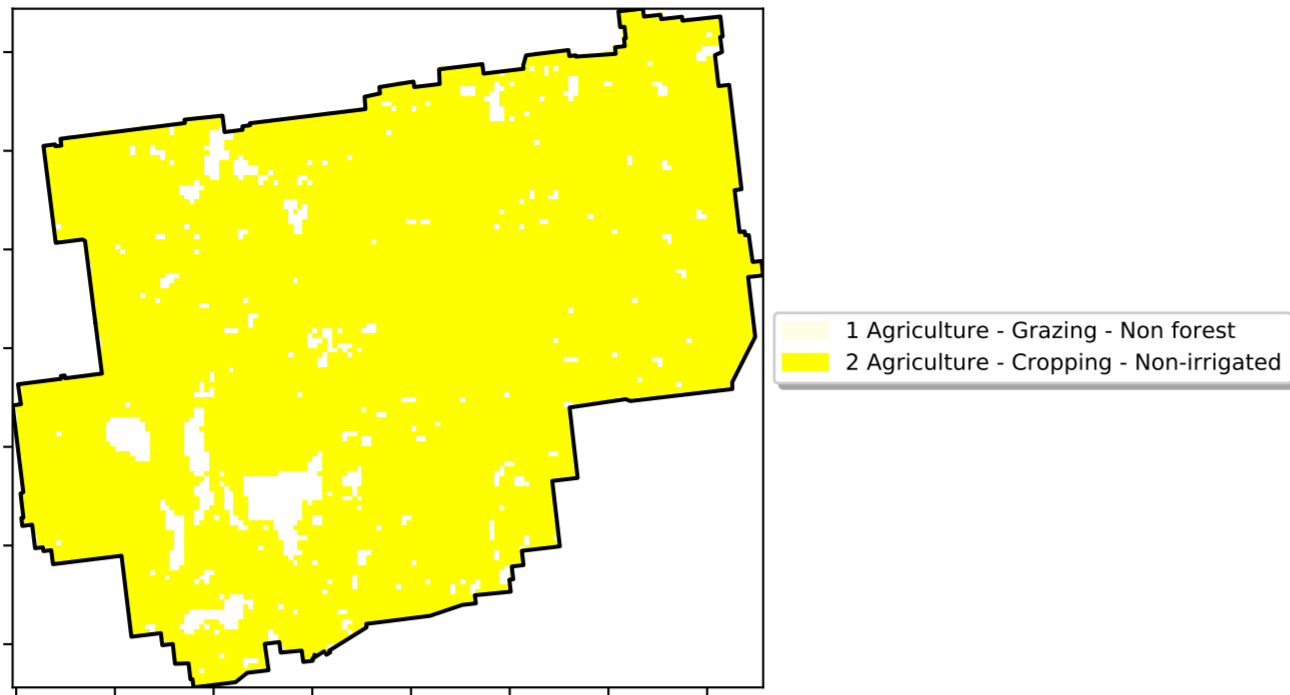 1 Agriculture - Grazing - Non forest
2 Agriculture - Cropping - Non-irrigated